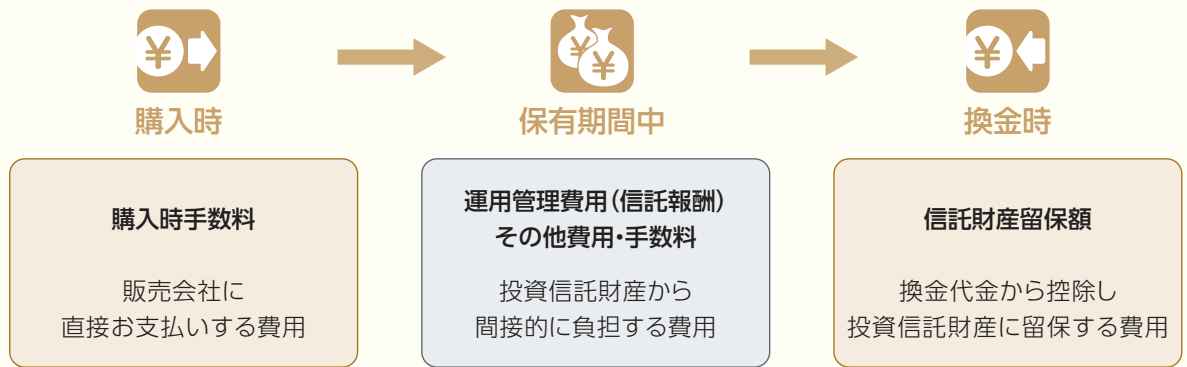 ¥
¥
¥
¥
購入時
保有期間中
換金時
購入時手数料
販売会社に
直接お支払いする費用
運用管理費用(信託報酬)
その他費用・手数料
投資信託財産から
間接的に負担する費用
信託財産留保額
換金代金から控除し
投資信託財産に留保する費用